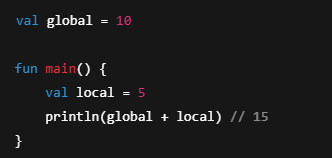 val global = 10
fun main() {
    val local = 5
    println(global + local) // 15
}